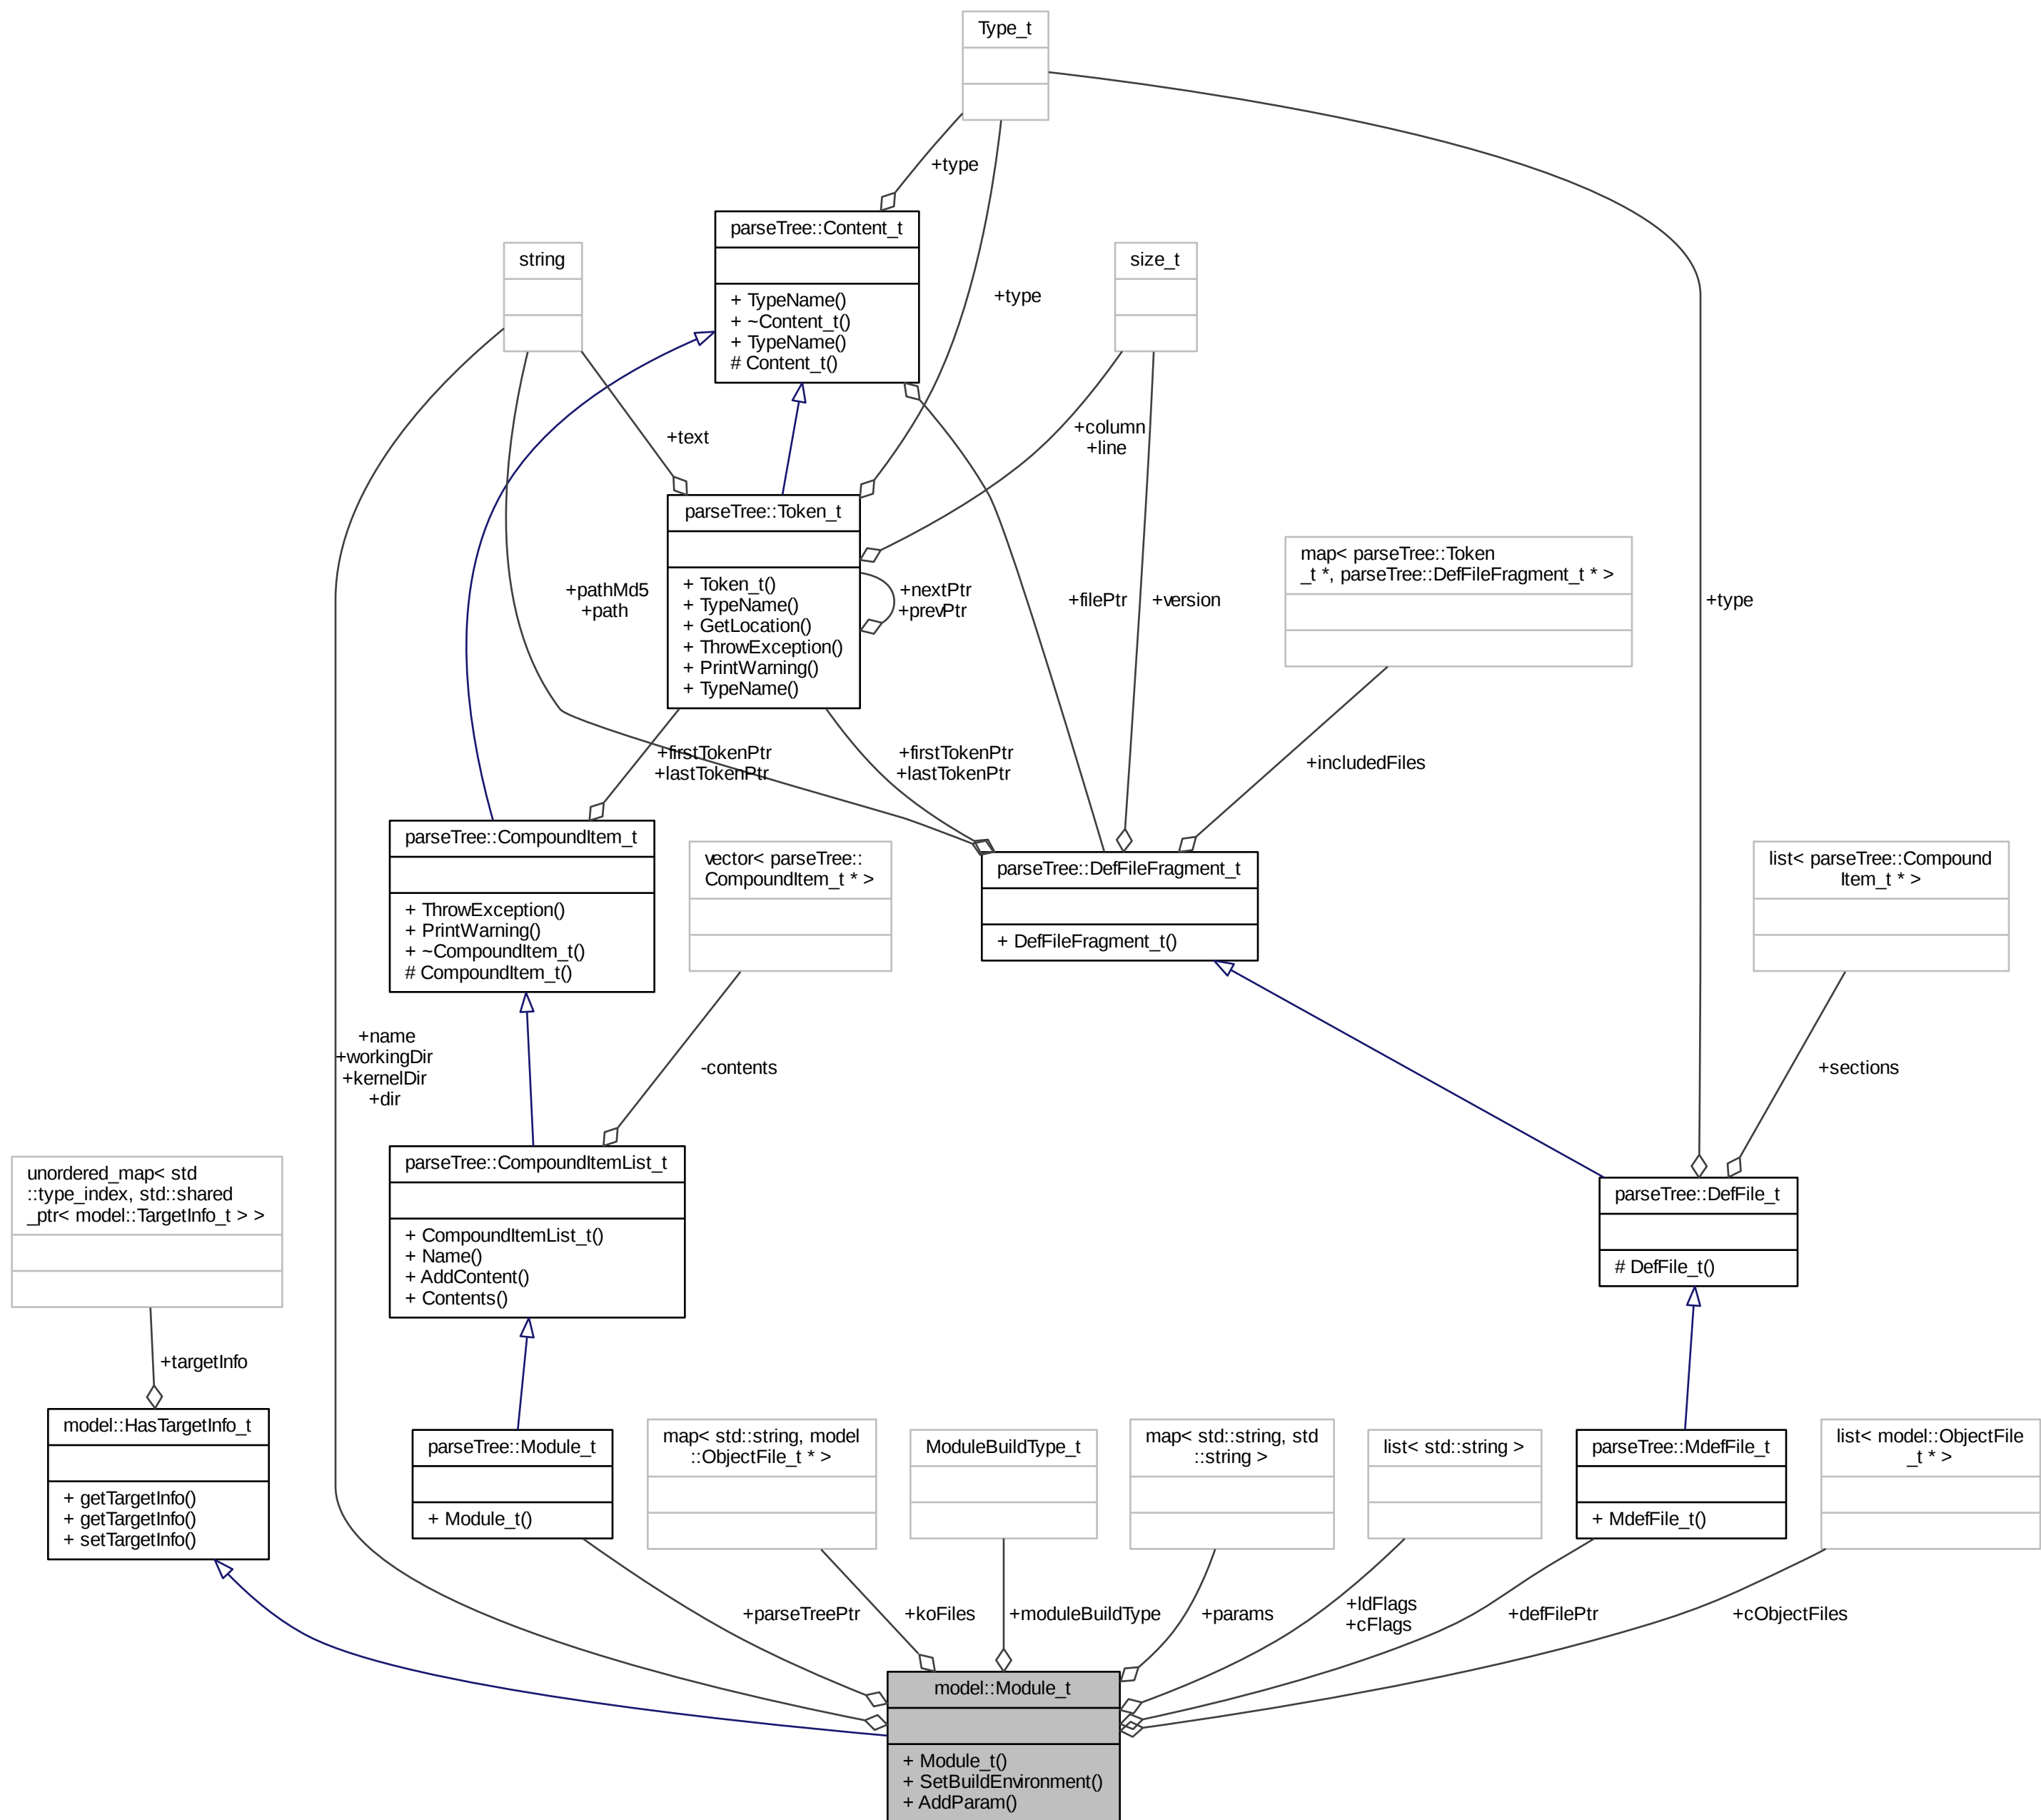 Type_t
+type
parseTree::Content_t
+ TypeName()
+ ~Content_t()
+ TypeName()
# Content_t()
string
size_t
+type
+text
+column
+line
parseTree::Token_t
+ Token_t()
+ TypeName()
+ GetLocation()
+ ThrowException()
+ PrintWarning()
+ TypeName()
+nextPtr
+prevPtr
map< parseTree::Token
_t *, parseTree::DefFileFragment_t * >
+pathMd5
+path
+filePtr
+version
+type
+firstTokenPtr
+lastTokenPtr
+firstTokenPtr
+lastTokenPtr
+includedFiles
parseTree::CompoundItem_t
+ ThrowException()
+ PrintWarning()
+ ~CompoundItem_t()
# CompoundItem_t()
vector< parseTree::
CompoundItem_t * >
parseTree::DefFileFragment_t
+ DefFileFragment_t()
list< parseTree::Compound
Item_t * >
+name
+workingDir
+kernelDir
+dir
-contents
+sections
unordered_map< std
::type_index, std::shared
_ptr< model::TargetInfo_t > >
parseTree::CompoundItemList_t
+ CompoundItemList_t()
+ Name()
+ AddContent()
+ Contents()
parseTree::DefFile_t
# DefFile_t()
+targetInfo
model::HasTargetInfo_t
+ getTargetInfo()
+ getTargetInfo()
+ setTargetInfo()
parseTree::Module_t
+ Module_t()
map< std::string, model
::ObjectFile_t * >
ModuleBuildType_t
map< std::string, std
::string >
list< std::string >
parseTree::MdefFile_t
+ MdefFile_t()
list< model::ObjectFile
_t * >
+parseTreePtr
+koFiles
+moduleBuildType
+params
+ldFlags
+cFlags
+defFilePtr
+cObjectFiles
model::Module_t
+ Module_t()
+ SetBuildEnvironment()
+ AddParam()